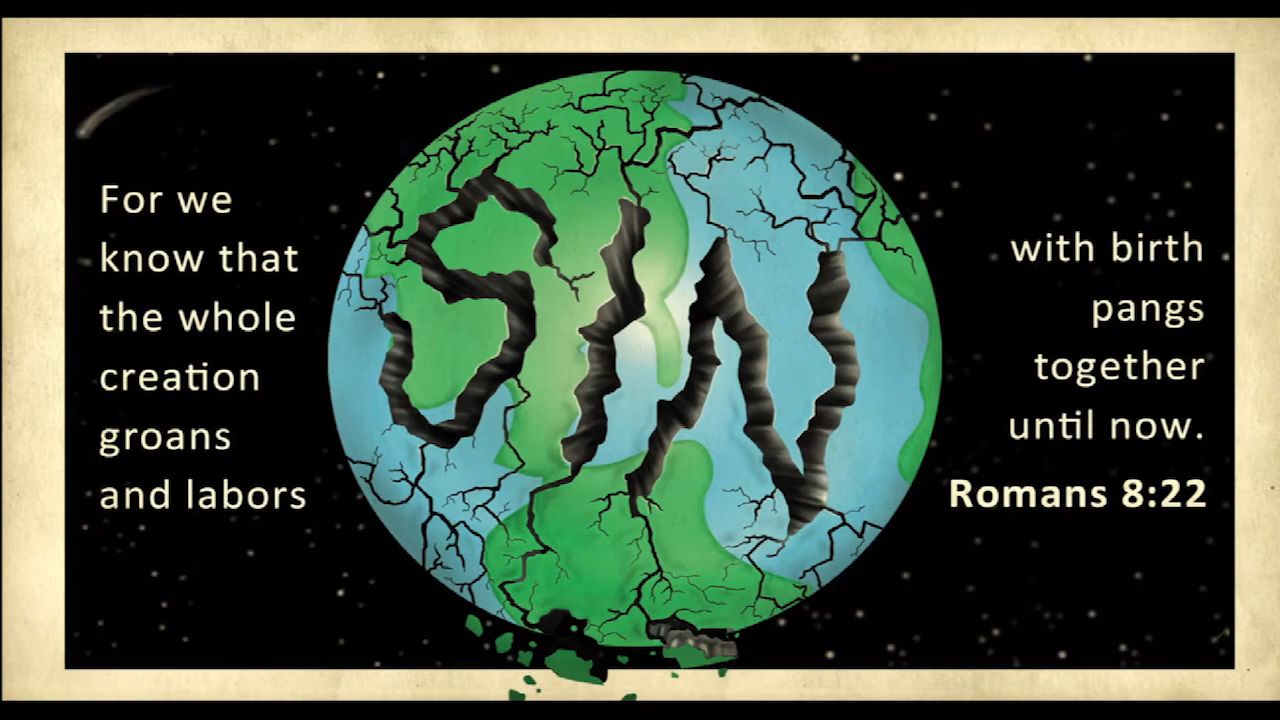 For we
know that
the whole
creation
groans
and labors
SIN
with birth
pangs
together
until now.
Romans 8:22